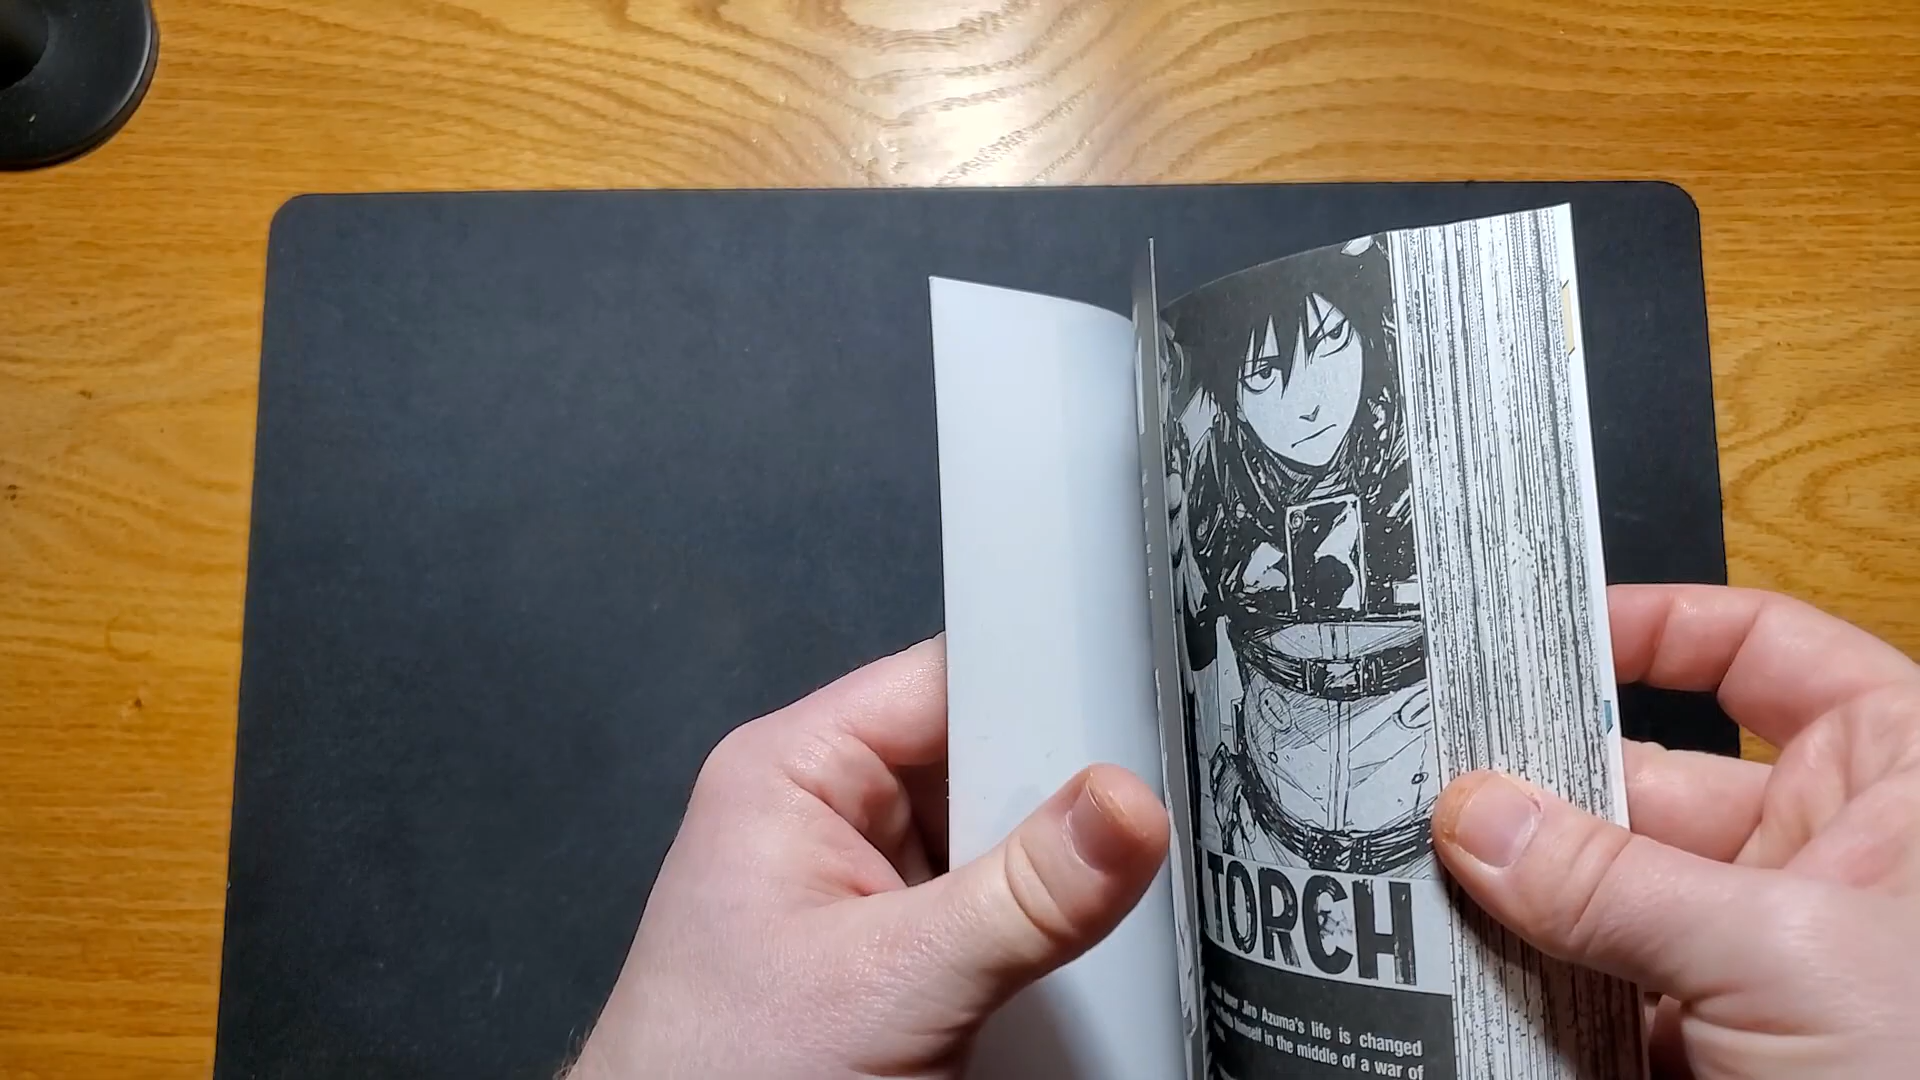 TORCH
Jiro Azuma's life is changed
himself in the middle of a war of